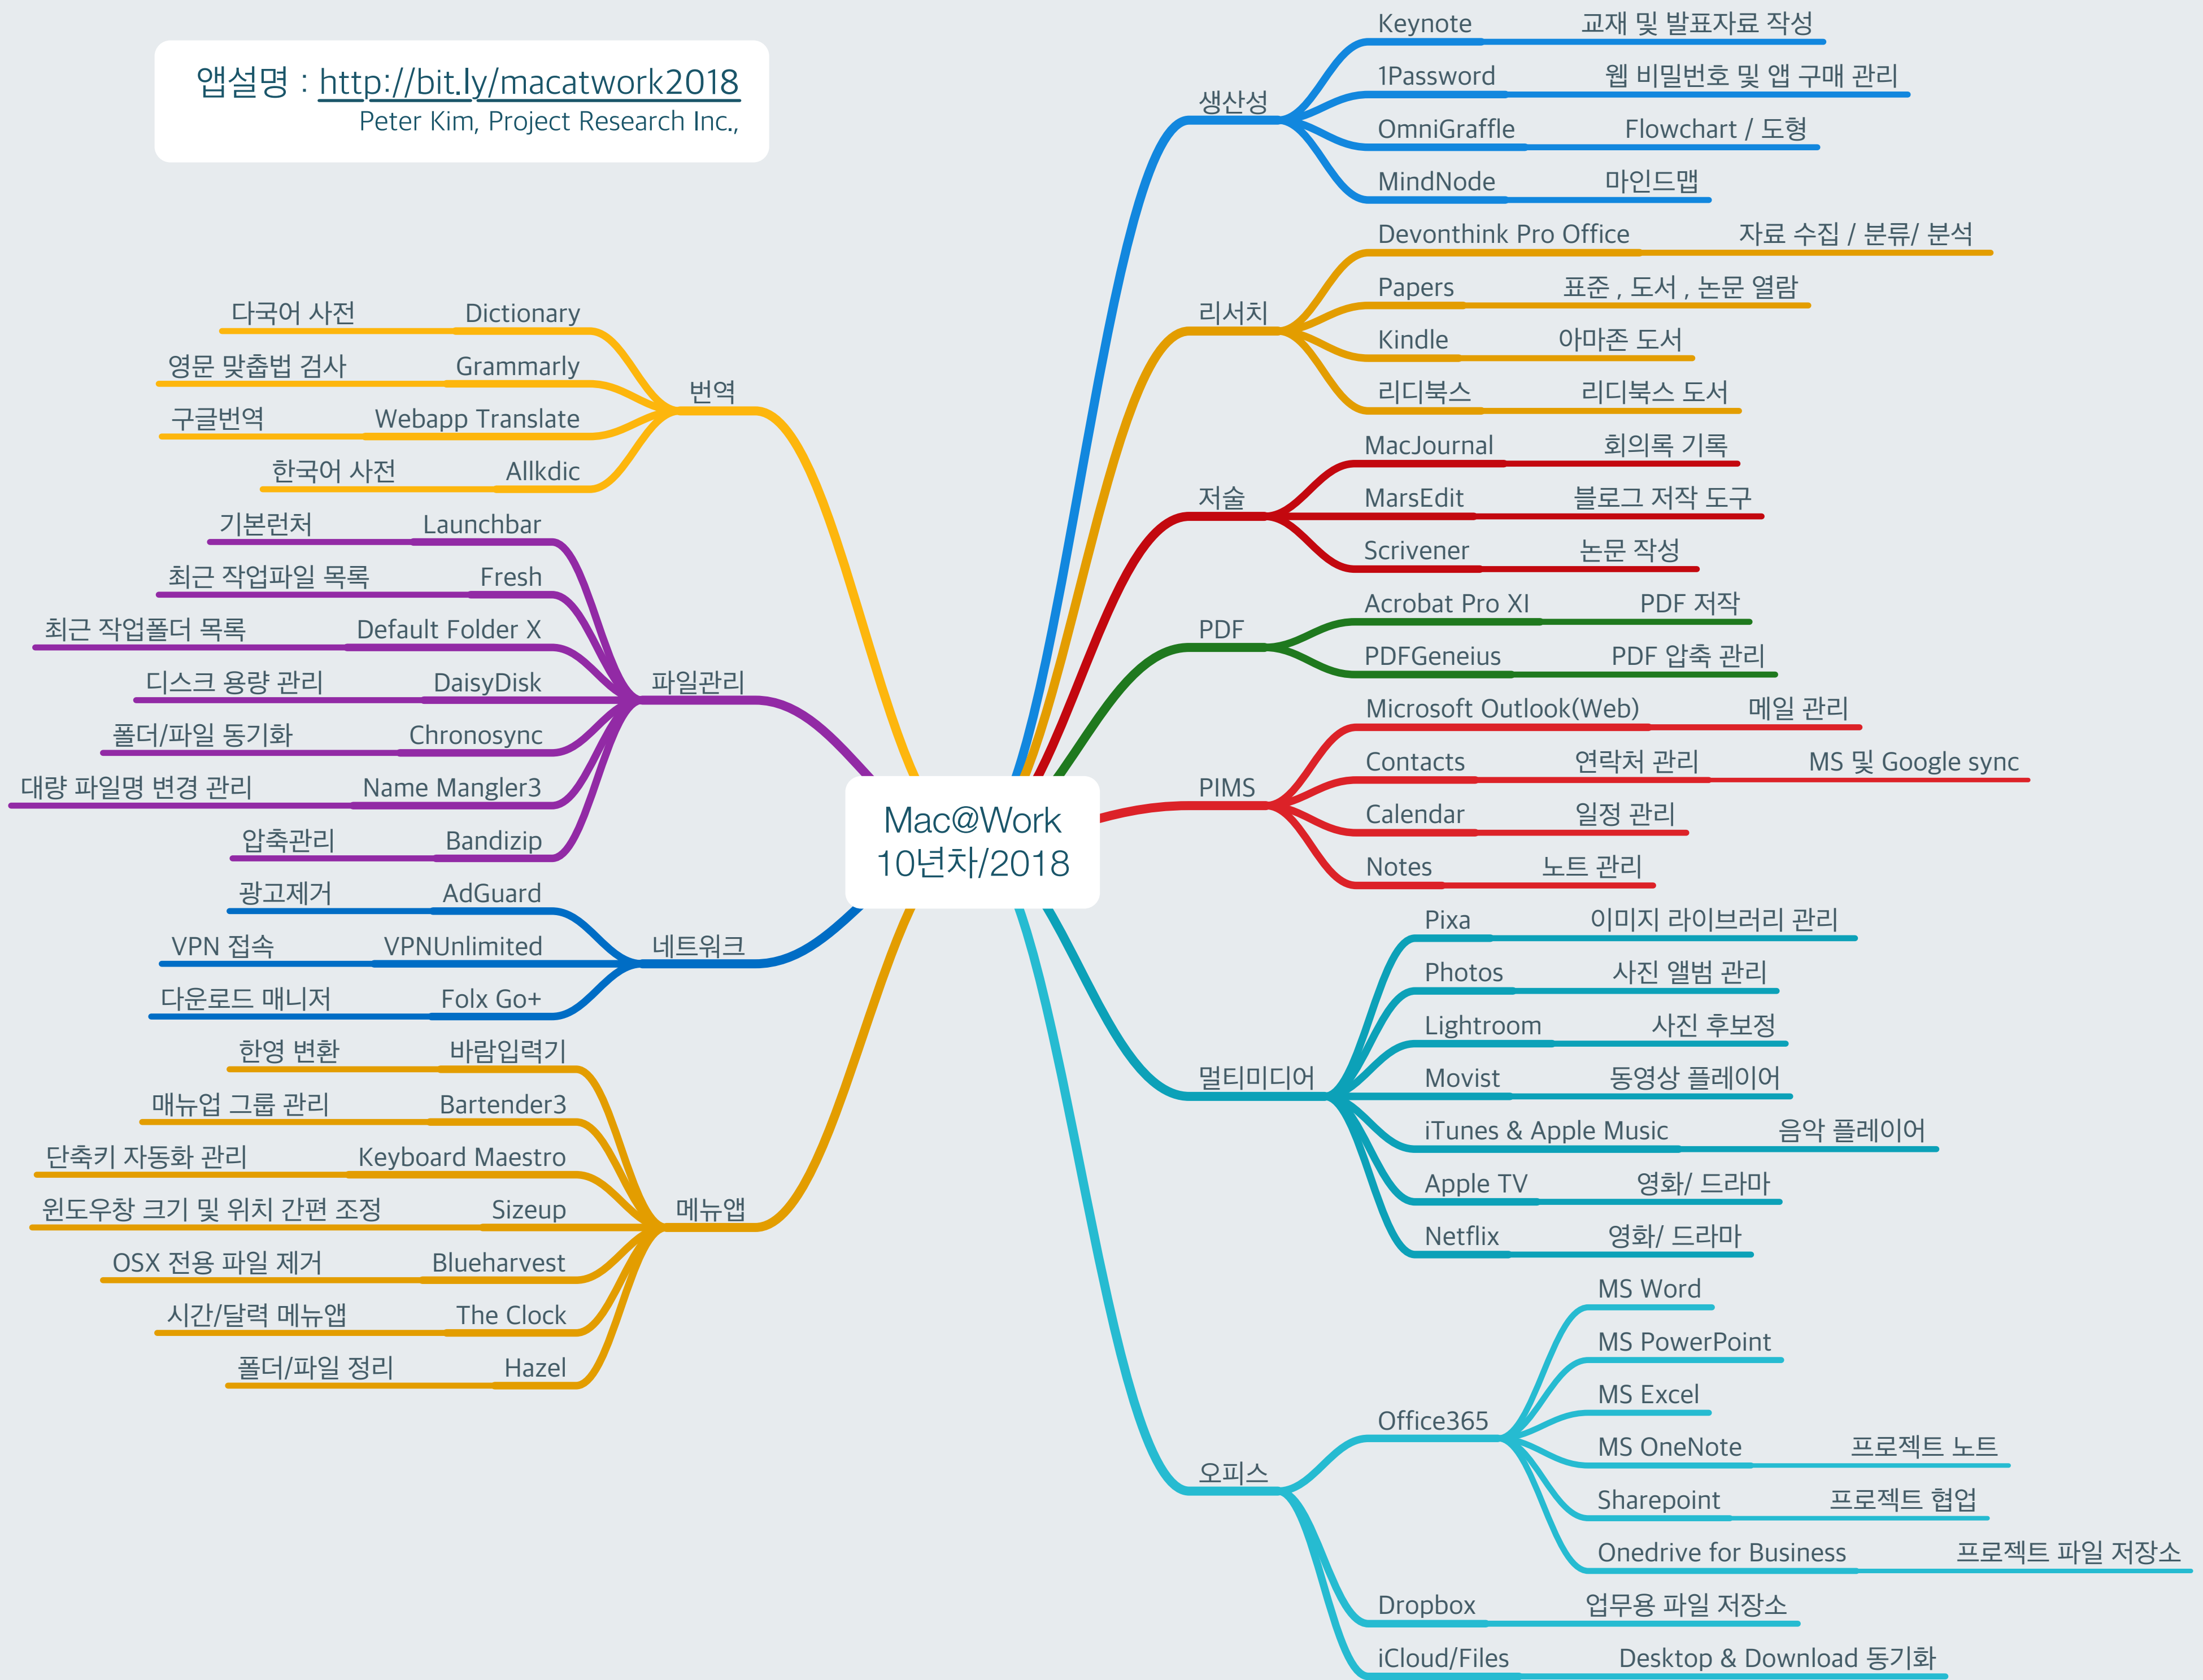 앱설명 : http://bit.ly/macatwork2018
Peter Kim, Project Research Inc.,
Mac@Work
10년차/2018
생산성
Keynote 교재 및 발표자료 작성
1Password 웹 비밀번호 및 앱 구매 관리
OmniGraffle Flowchart / 도형
MindNode 마인드맵
리서치
Devonthink Pro Office 자료 수집 / 분류/ 분석
Papers 표준 , 도서 , 논문 열람
Kindle 아마존 도서
리디북스 리디북스 도서
저술
MacJournal 회의록 기록
MarsEdit 블로그 저작 도구
Scrivener 논문 작성
PDF
Acrobat Pro XI PDF 저작
PDFGeneius PDF 압축 관리
PIMS
Microsoft Outlook(Web) 메일 관리
Contacts 연락처 관리 MS 및 Google sync
Calendar 일정 관리
Notes 노트 관리
멀티미디어
Pixa 이미지 라이브러리 관리
Photos 사진 앨범 관리
Lightroom 사진 후보정
Movist 동영상 플레이어
iTunes & Apple Music 음악 플레이어
Apple TV 영화/ 드라마
Netflix 영화/ 드라마
오피스
Office365
MS Word
MS PowerPoint
MS Excel
MS OneNote 프로젝트 노트
Sharepoint 프로젝트 협업
Onedrive for Business 프로젝트 파일 저장소
Dropbox 업무용 파일 저장소
iCloud/Files Desktop & Download 동기화
번역
다국어 사전 Dictionary
영문 맞춤법 검사 Grammarly
구글번역 Webapp Translate
한국어 사전 Allkdic
파일관리
기본런처 Launchbar
최근 작업파일 목록 Fresh
최근 작업폴더 목록 Default Folder X
디스크 용량 관리 DaisyDisk
폴더/파일 동기화 Chronosync
대량 파일명 변경 관리 Name Mangler3
압축관리 Bandizip
네트워크
광고제거 AdGuard
VPN 접속 VPNUnlimited
다운로드 매니저 Folx Go+
메뉴앱
한영 변환 바람입력기
매뉴업 그룹 관리 Bartender3
단축키 자동화 관리 Keyboard Maestro
윈도우창 크기 및 위치 간편 조정 Sizeup
OSX 전용 파일 제거 Blueharvest
시간/달력 메뉴앱 The Clock
폴더/파일 정리 Hazel